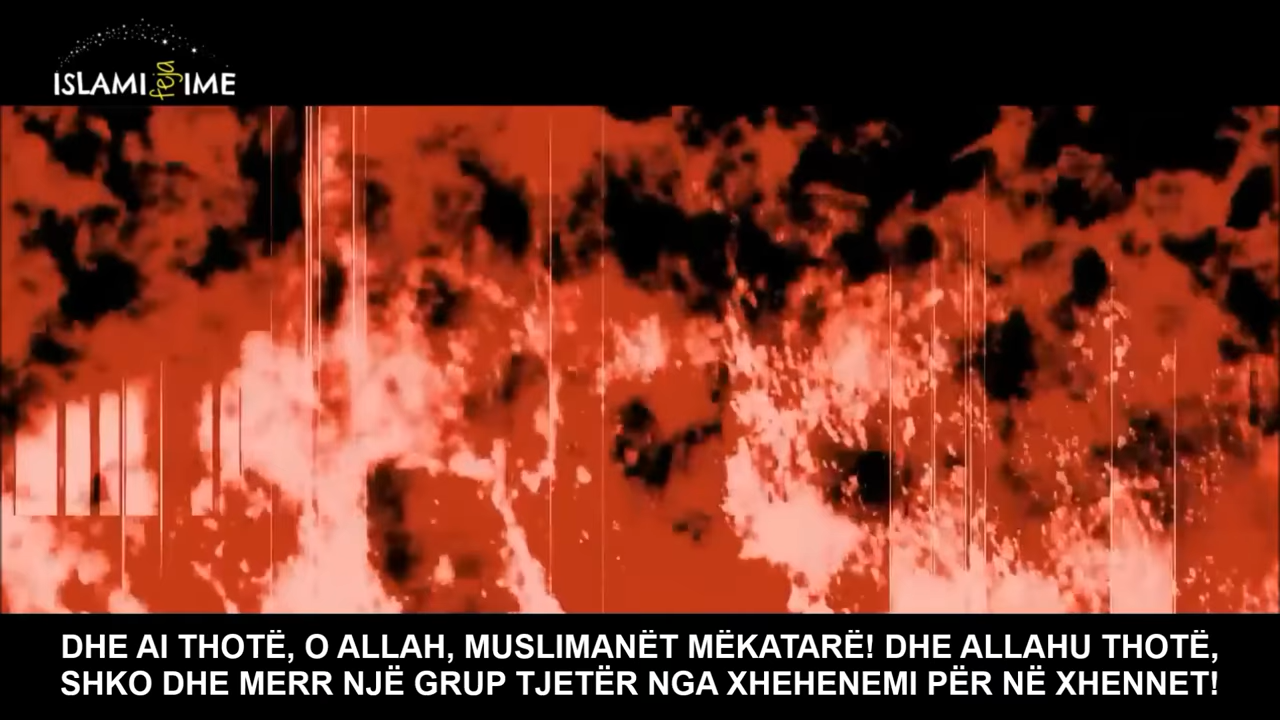 ISLAMI feja IME
DHE AI THOTË, O ALLAH, MUSLIMANËT MËKATARË! DHE ALLAHU THOTË,
SHKO DHE MERR NJË GRUP TJETËR NGA XHEHENEMI PËR NË XHENNET!